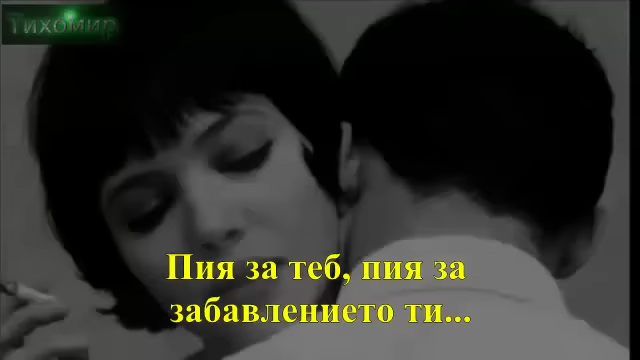 Тихомир
Пия за теб, пия за
забавлението ти...